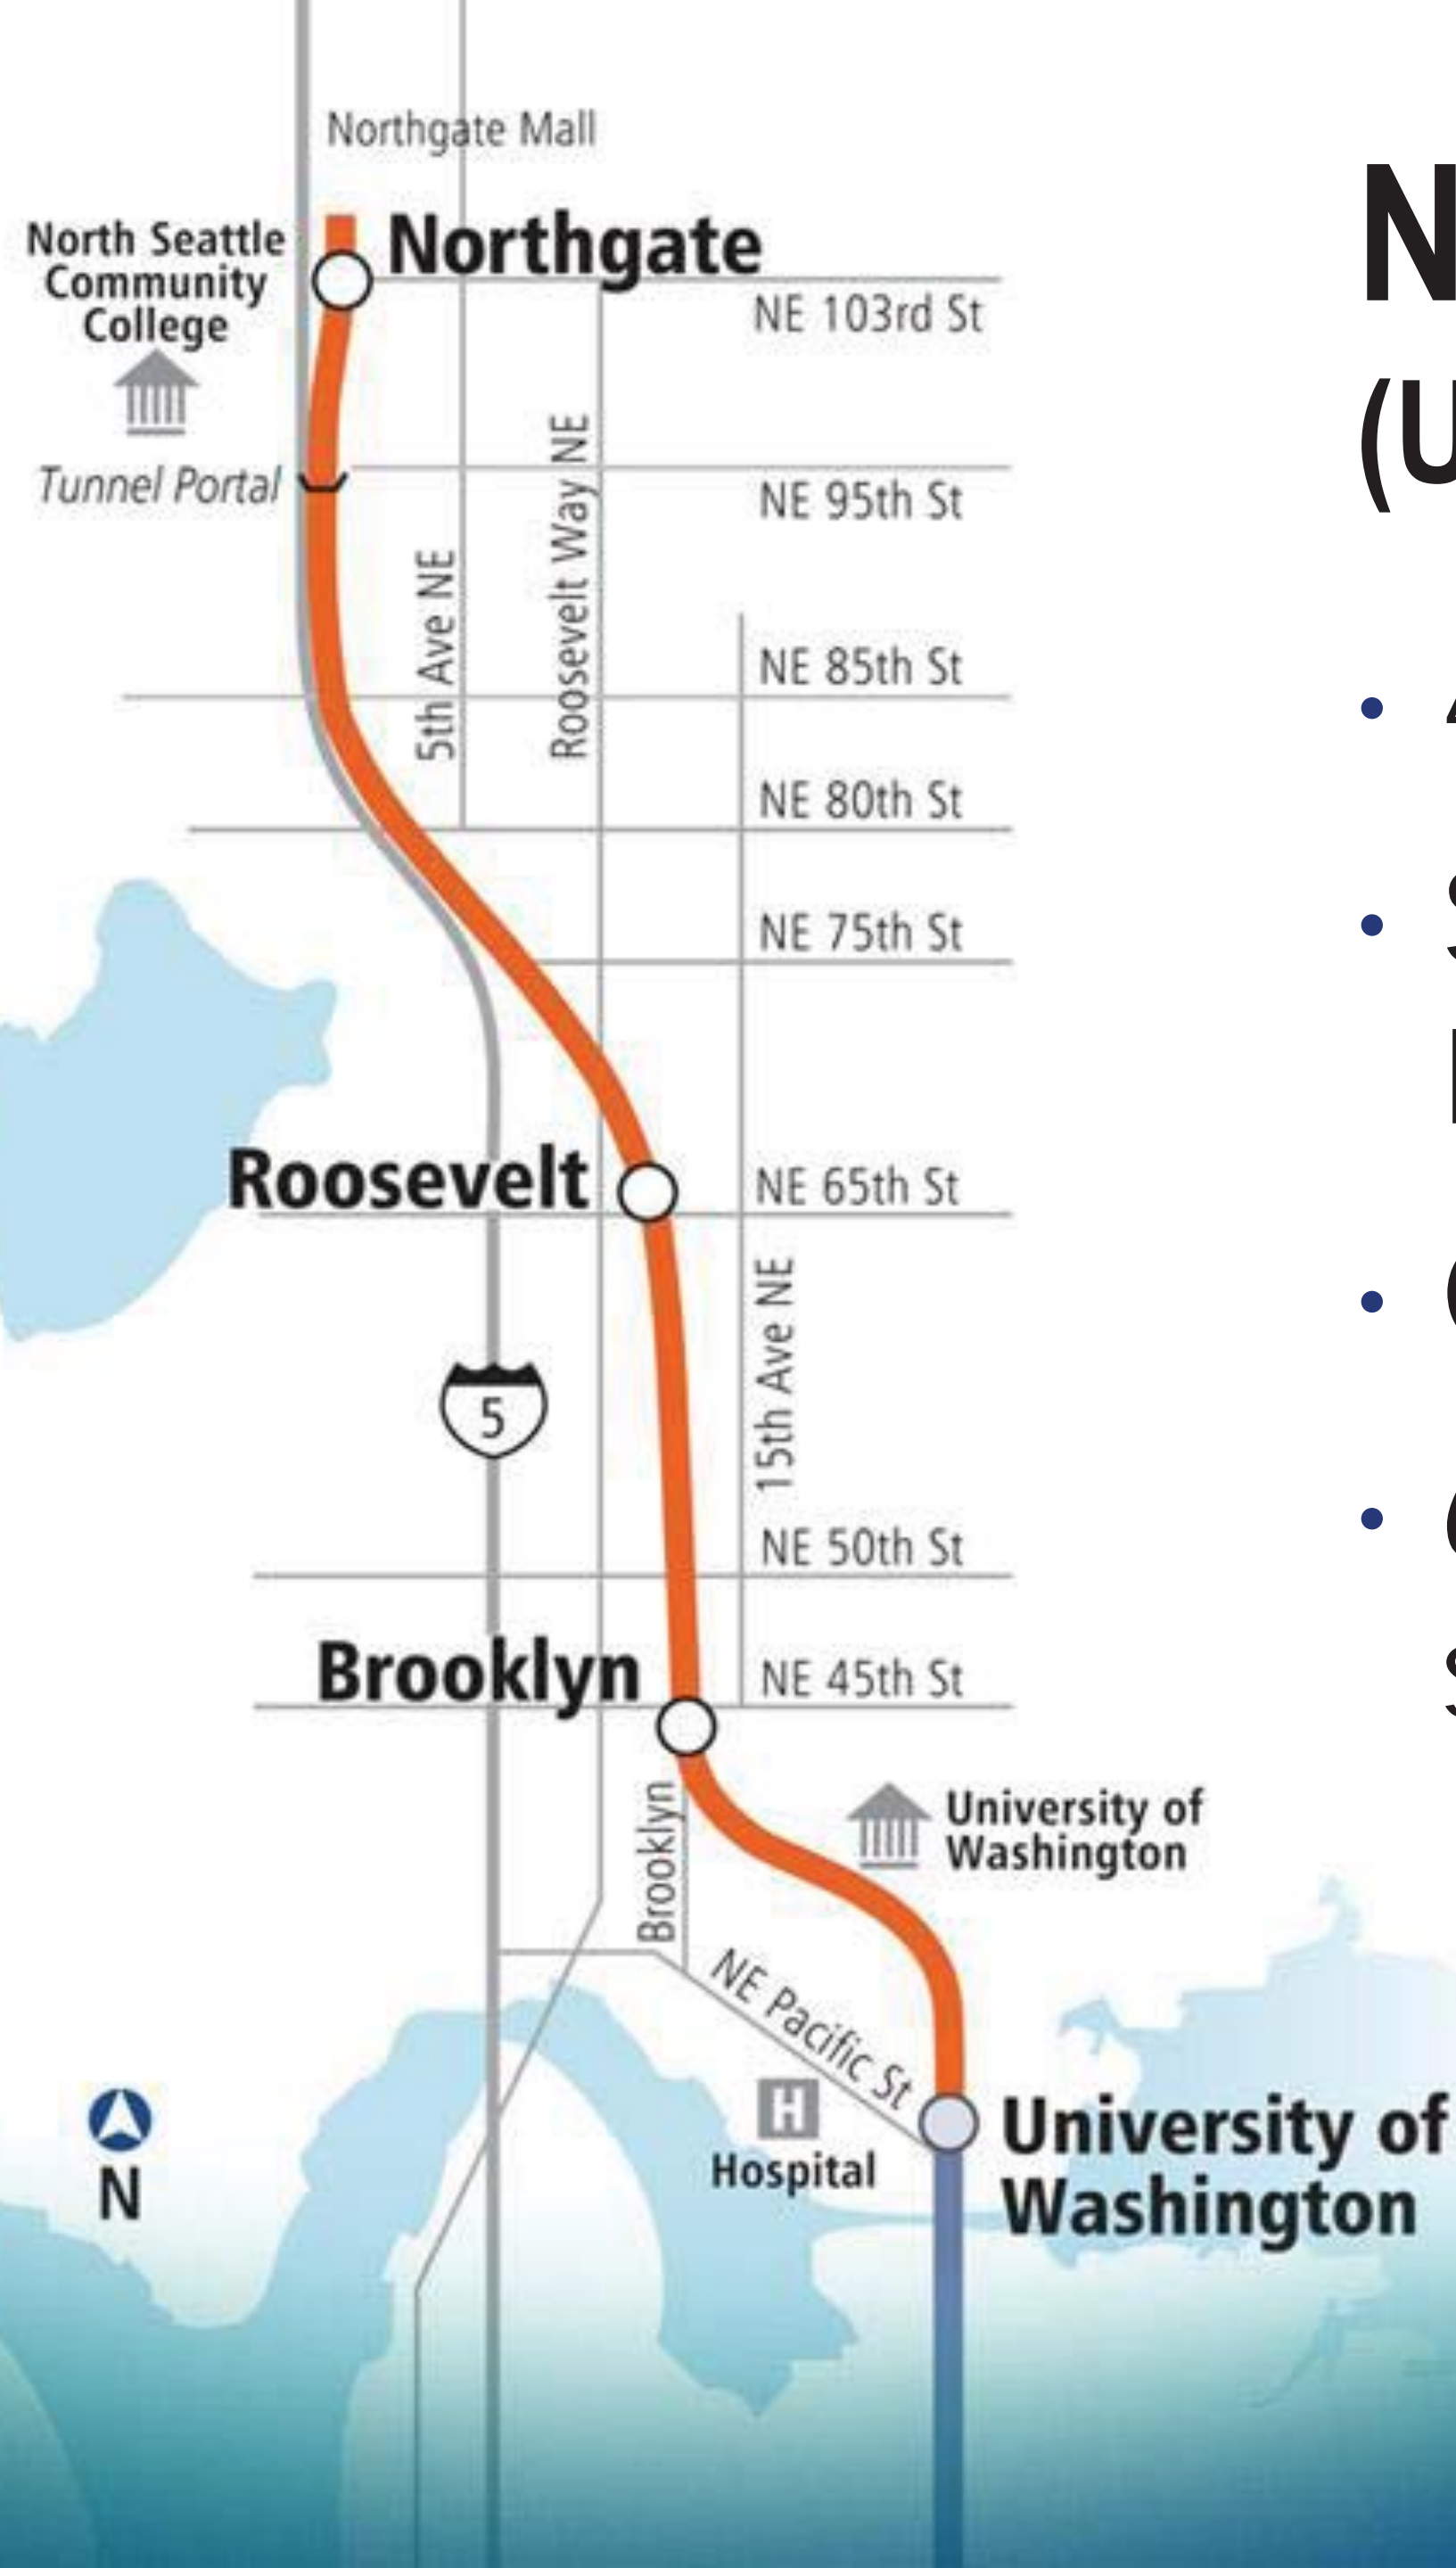 Northgate Mall
North Seattle
Community
College
Northgate
NE 103rd St
Tunnel Portal
NE 95th St
5th Ave NE
Roosevelt Way NE
NE 85th St
NE 80th St
NE 75th St
Roosevelt
NE 65th St
15th Ave NE
5
NE 50th St
Brooklyn
NE 45th St
Brooklyn
University of
Washington
NE Pacific St
H
Hospital
University of
Washington
N
N
(U